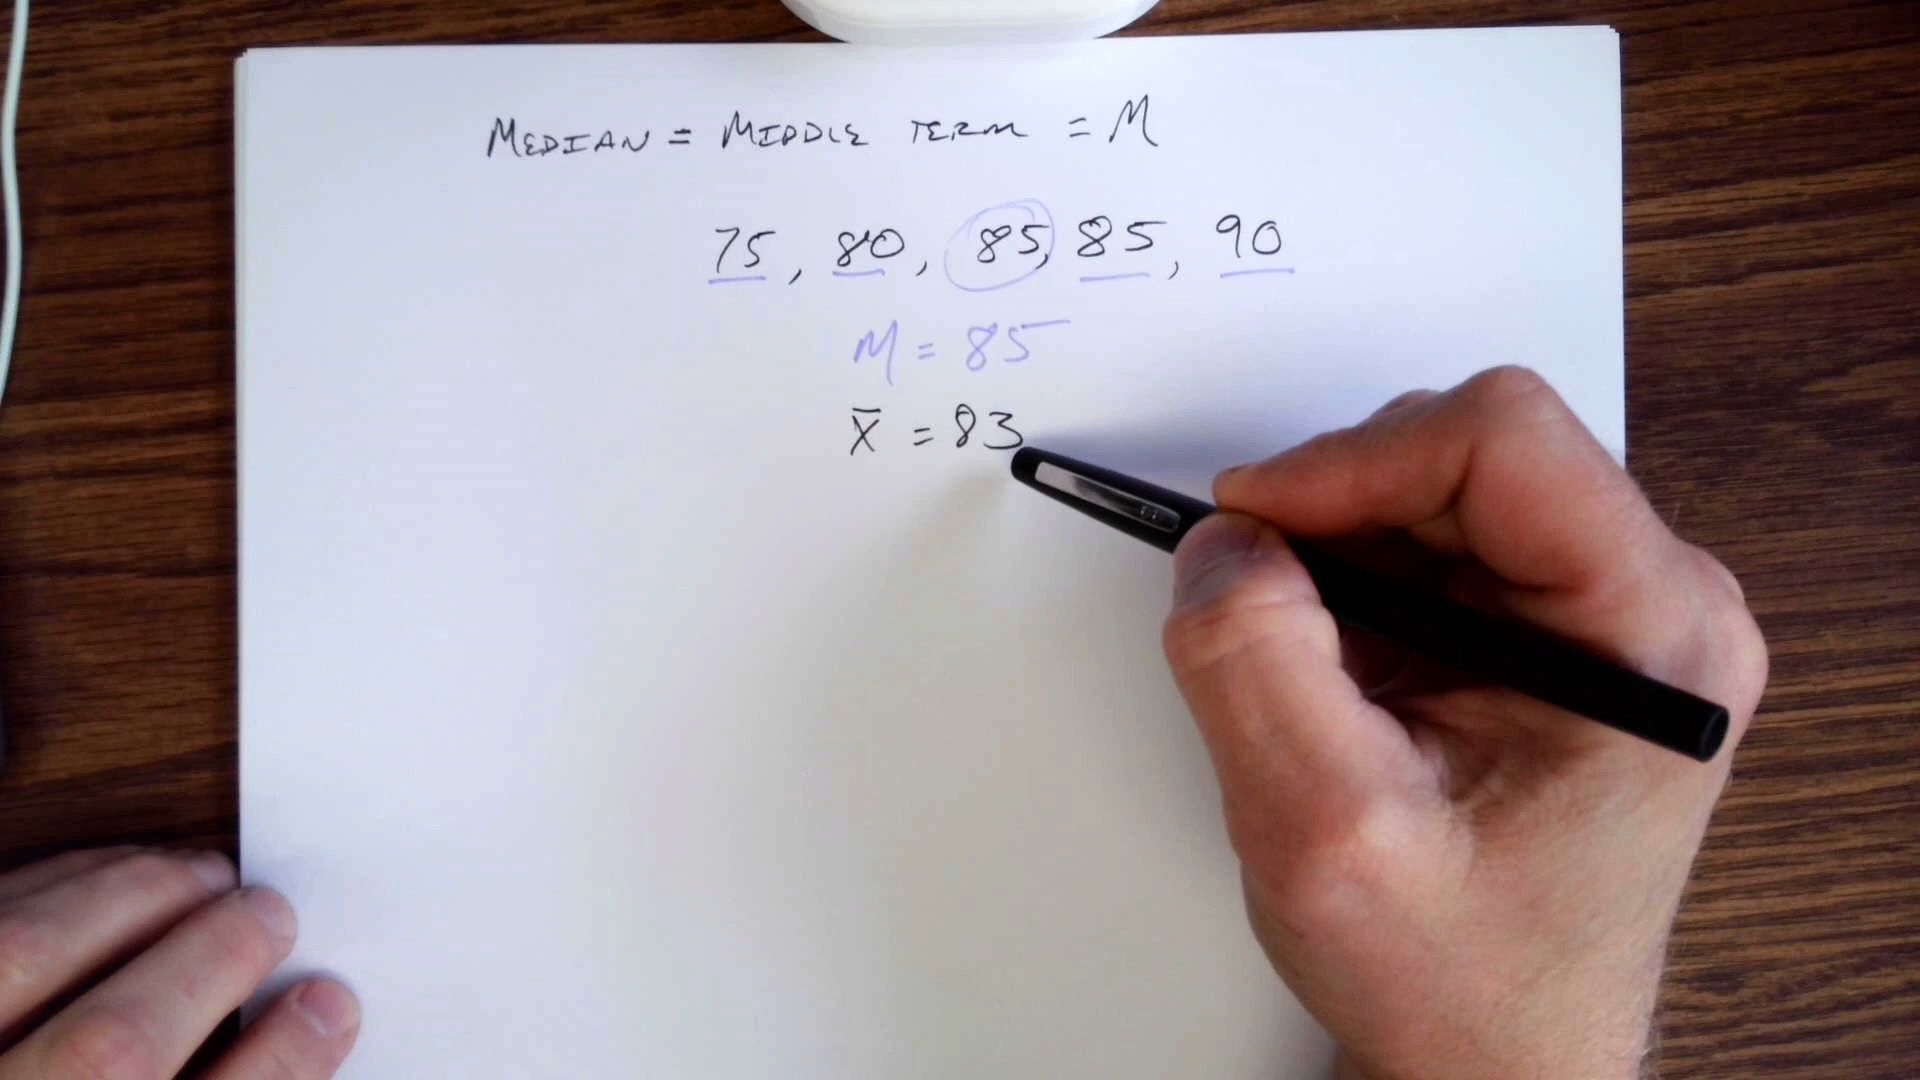 MEDIAN = MIDDLE TERM = M
75, 80, 85, 85, 90
M = 85
x̄ = 83